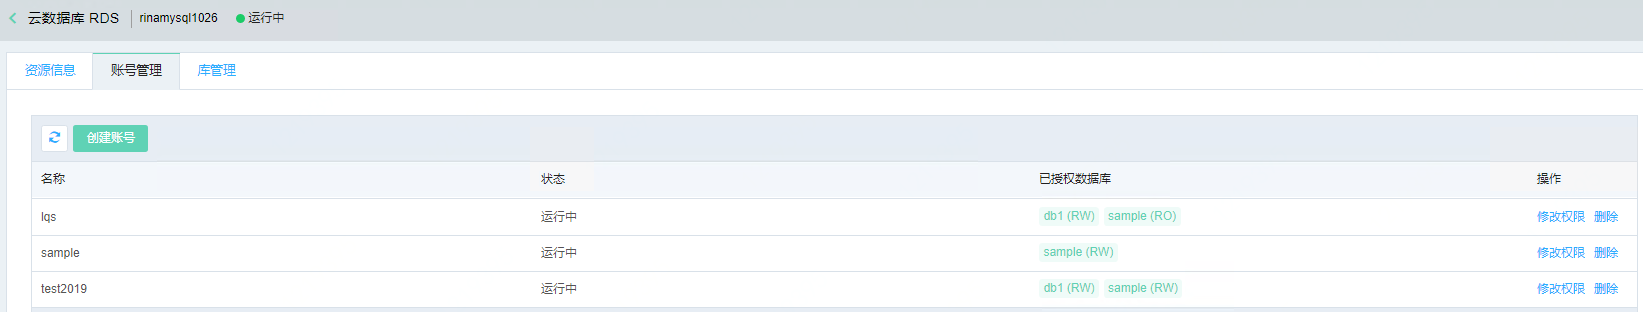 云数据库 RDS rinamysql1026 运行中
资源信息 账号管理 库管理
创建账号
名称 状态 已授权数据库 操作
lqs 运行中 db1 (RW) sample (RO) 修改权限 删除
sample 运行中 sample (RW) 修改权限 删除
test2019 运行中 db1 (RW) sample (RW) 修改权限 删除